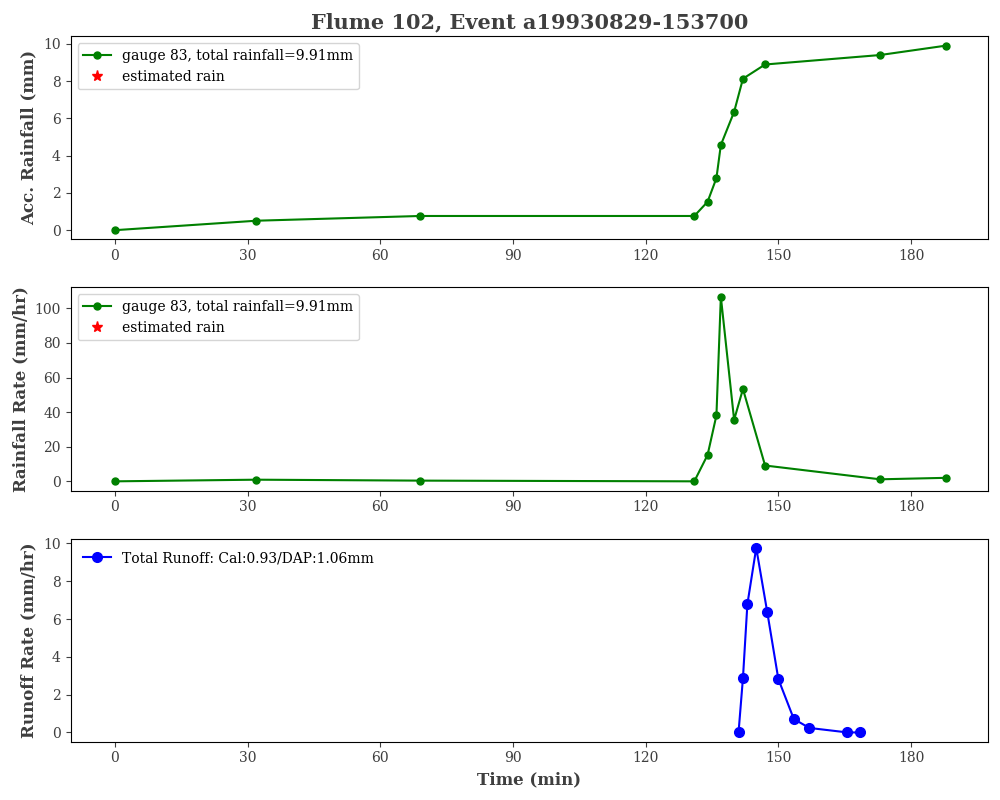 Flume 102, Event a19930829-153700
Acc. Rainfall (mm)
10
8
6
4
2
0
gauge 83, total rainfall=9.91mm
estimated rain
0 30 60 90 120 150 180
Rainfall Rate (mm/hr)
100
80
60
40
20
0
gauge 83, total rainfall=9.91mm
estimated rain
0 30 60 90 120 150 180
Runoff Rate (mm/hr)
10
8
6
4
2
0
Total Runoff: Cal:0.93/DAP:1.06mm
0 30 60 90 120 150 180
Time (min)